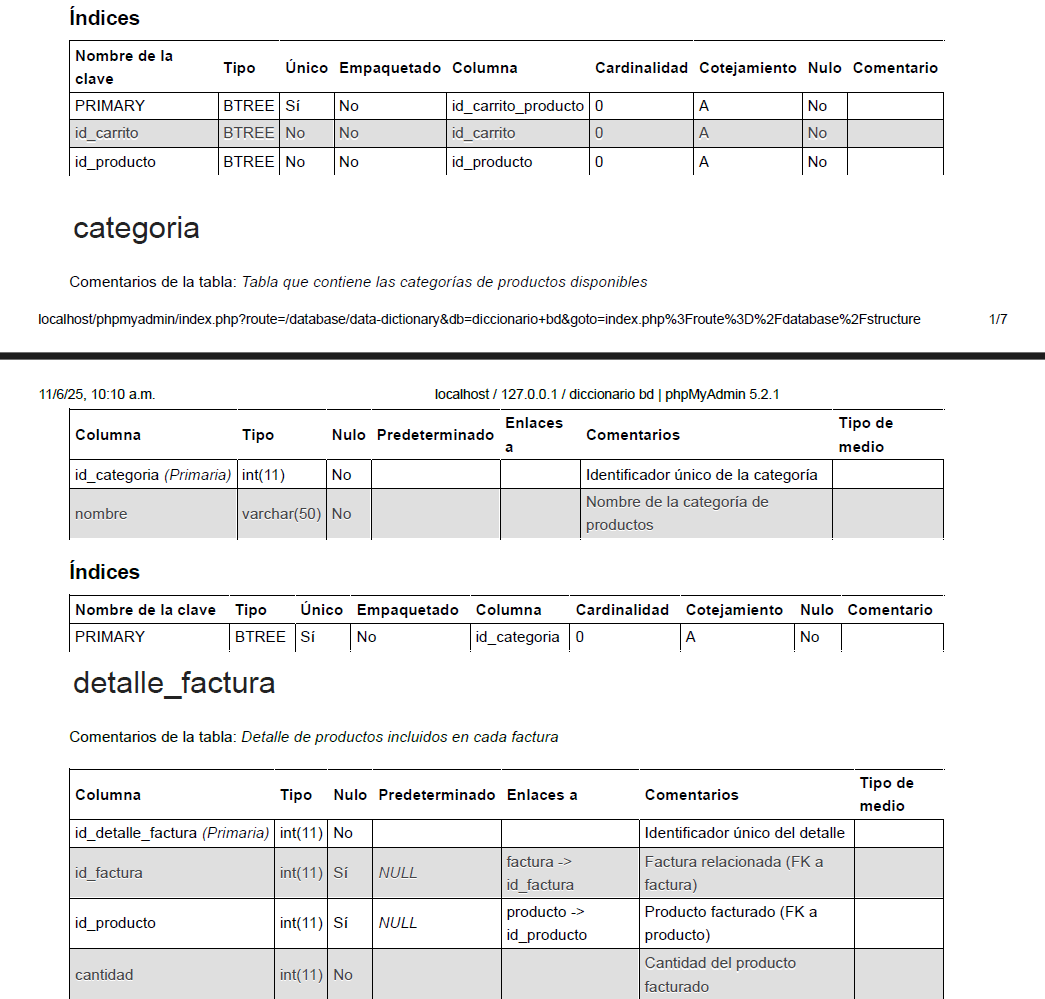 Índices
Nombre de la clave Tipo Único Empaquetado Columna Cardinalidad Cotejamiento Nulo Comentario
PRIMARY BTREE Sí No id_carrito_producto 0 A No
id_carrito BTREE No No id_carrito 0 A No
id_producto BTREE No No id_producto 0 A No
categoria
Comentarios de la tabla: Tabla que contiene las categorías de productos disponibles
localhost/phpmyadmin/index.php?route=/database/data-dictionary&db=diccionario+bd&goto=index.php%3Froute%3D%2Fdatabase%2Fstructure 1/7
11/6/25, 10:10 a.m. localhost / 127.0.0.1 / diccionario bd | phpMyAdmin 5.2.1
Columna Tipo Nulo Predeterminado Enlaces a Comentarios Tipo de medio
id_categoria (Primaria) int(11) No Identificador único de la categoría
nombre varchar(50) No Nombre de la categoría de productos
Índices
Nombre de la clave Tipo Único Empaquetado Columna Cardinalidad Cotejamiento Nulo Comentario
PRIMARY BTREE Sí No id_categoria 0 A No
detalle_factura
Comentarios de la tabla: Detalle de productos incluidos en cada factura
Columna Tipo Nulo Predeterminado Enlaces a Comentarios Tipo de medio
id_detalle_factura (Primaria) int(11) No Identificador único del detalle
id_factura int(11) Sí NULL factura -> id_factura Factura relacionada (FK a factura)
id_producto int(11) Sí NULL producto -> id_producto Producto facturado (FK a producto)
cantidad int(11) No Cantidad del producto facturado